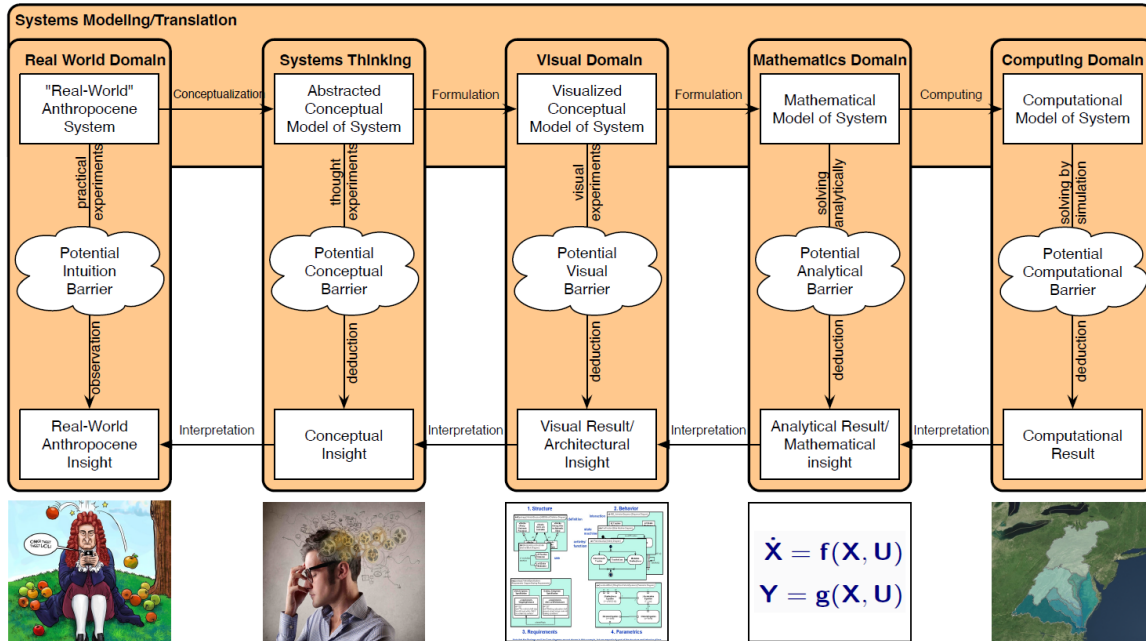 Systems Modeling/Translation
Real World Domain
Systems Thinking
Visual Domain
Mathematics Domain
Computing Domain
"Real-World"
Anthropocene
System
Conceptualization
Abstracted
Conceptual
Model of System
Formulation
Visualized
Conceptual
Model of System
Formulation
Mathematical
Model of System
Computing
Computational
Model of System
practical
experiments
thought
experiments
visual
experiments
solving
analytically
solving by
simulation
Potential
Intuition
Barrier
Potential
Conceptual
Barrier
Potential
Visual
Barrier
Potential
Analytical
Barrier
Potential
Computational
Barrier
observation
deduction
deduction
deduction
deduction
Real-World
Anthropocene
Insight
Interpretation
Conceptual
Insight
Interpretation
Visual Result/
Architectural
Insight
Interpretation
Analytical Result/
Mathematical
insight
Interpretation
Computational
Result
1. Structure
2. Behavior
3. Requirements
4. Parametrics
Ẋ = f(X, U)
Y = g(X, U)